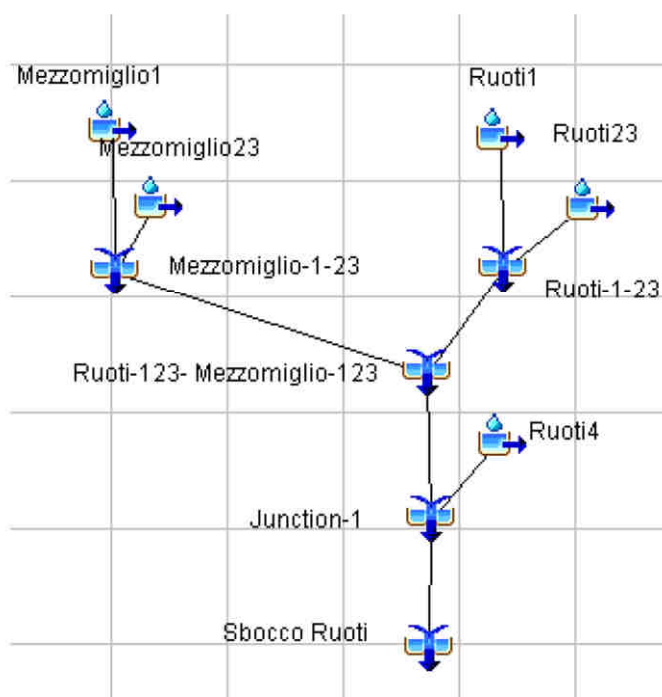 Mezzomiglio1
Ruoti1
Mezzomiglio23
Ruoti23
Mezzomiglio-1-23
Ruoti-1-23
Ruoti-123- Mezzomiglio-123
Ruoti4
Junction-1
Sbocco Ruoti